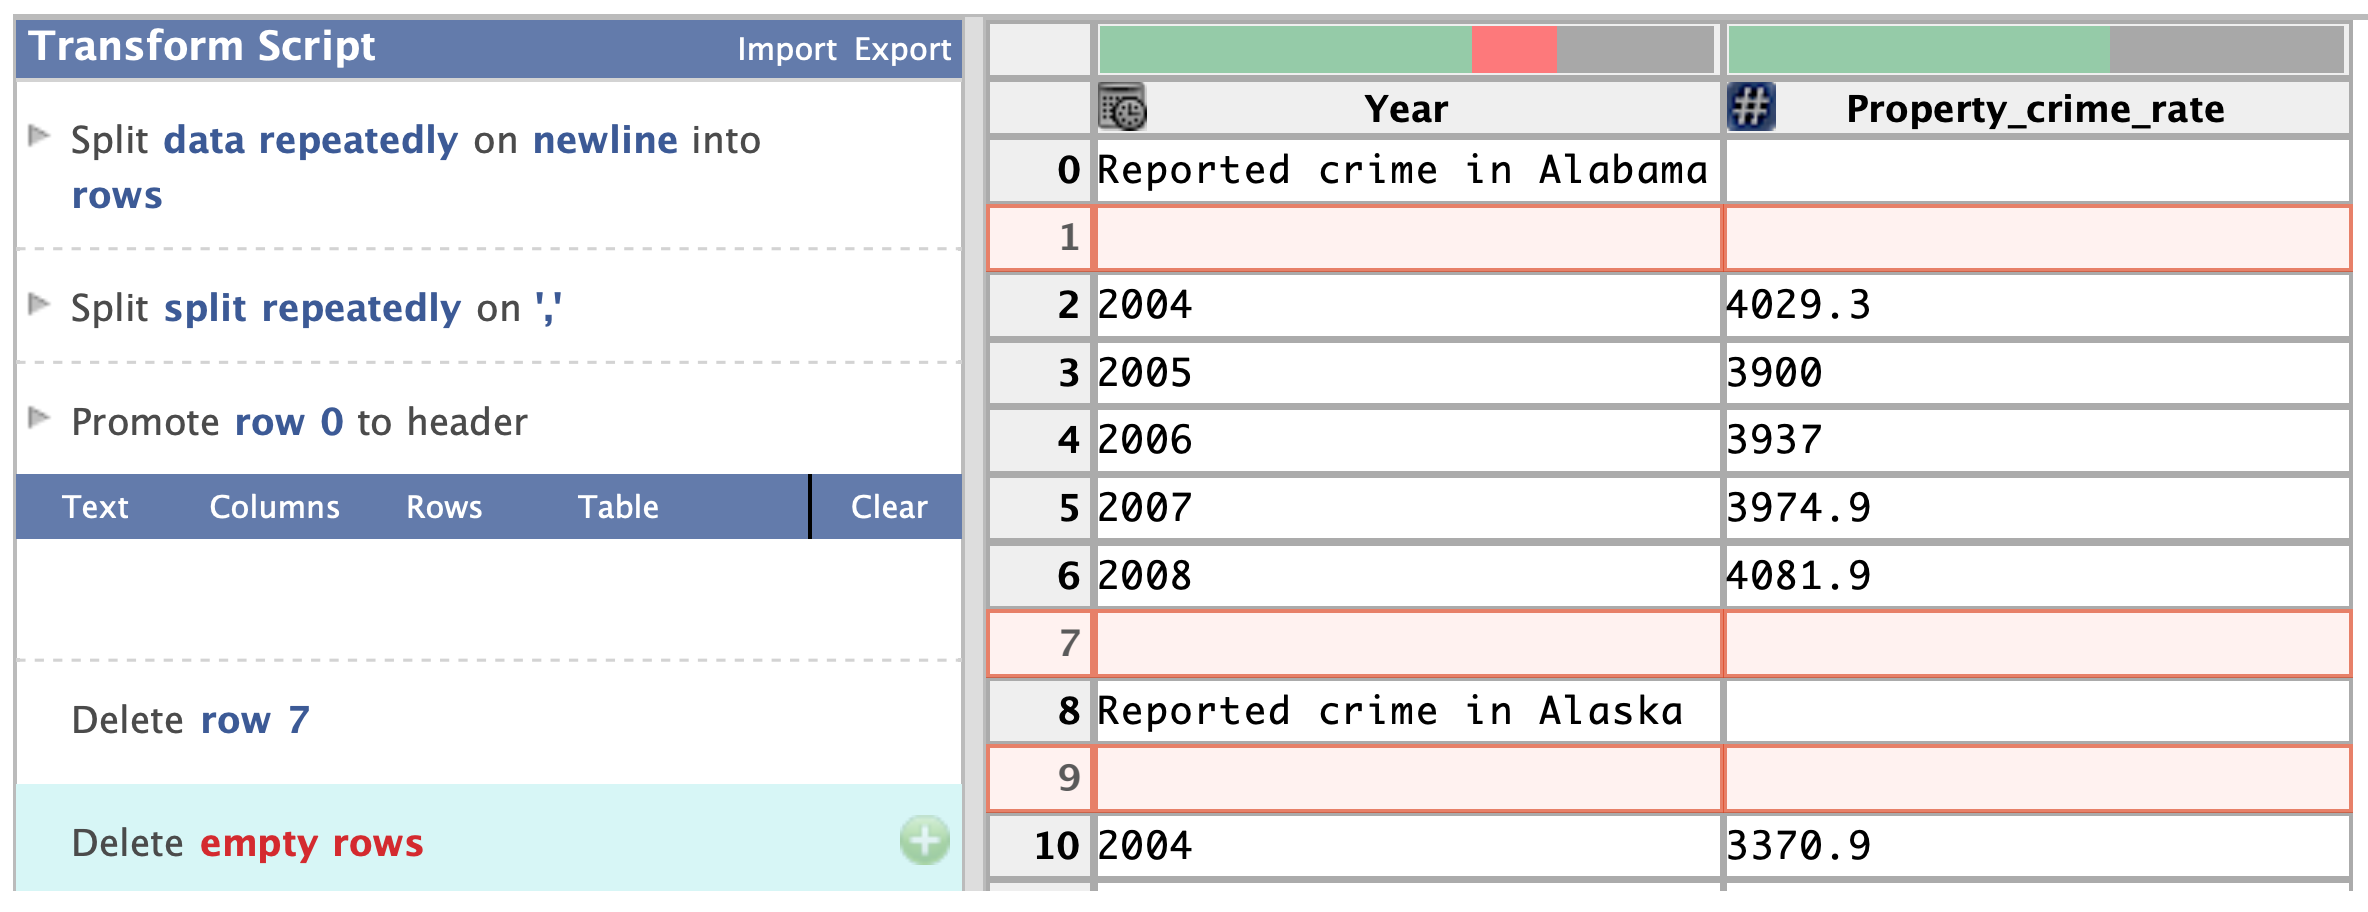 Transform Script Import Export
Split data repeatedly on newline into
rows
Split split repeatedly on ','
Promote row 0 to header
Text Columns Rows Table Clear
Delete row 7
Delete empty rows
# Year Property_crime_rate
0 Reported crime in Alabama
1
2 2004 4029.3
3 2005 3900
4 2006 3937
5 2007 3974.9
6 2008 4081.9
7
8 Reported crime in Alaska
9
10 2004 3370.9